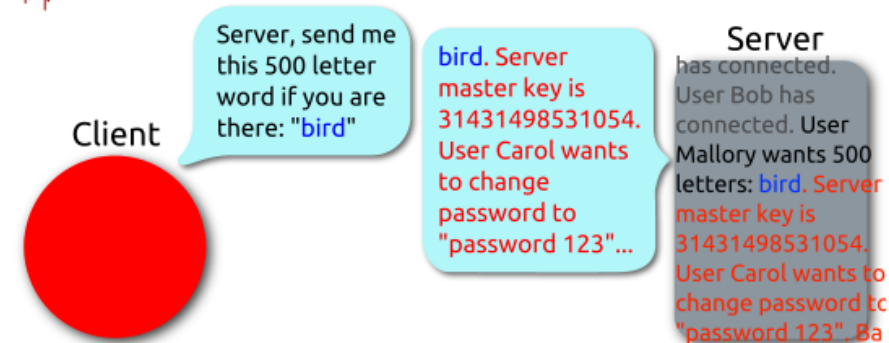 Server, send me
this 500 letter
word if you are
there: "bird"
Client
bird. Server
master key is
31431498531054.
User Carol wants
to change
password to
"password 123"...
Server
has connected.
User Bob has
connected. User
Mallory wants 500
letters: bird. Server
master key is
31431498531054.
User Carol wants to
change password to
"password 123". Ba